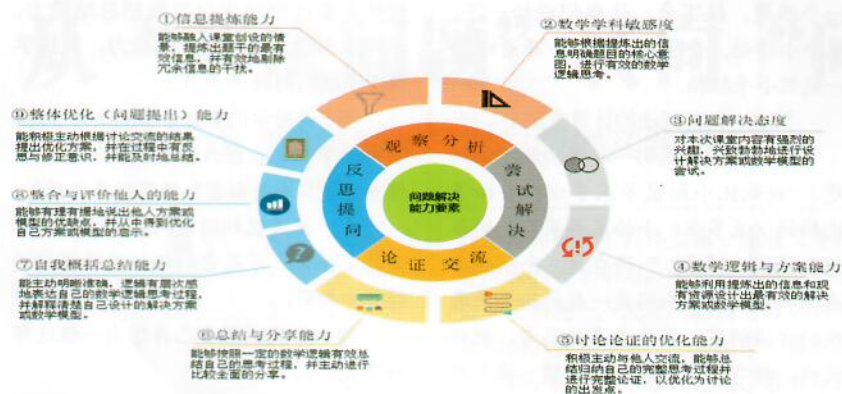 ①信息提炼能力
能够融入课堂创设的情
景，提炼出题干的最有
效信息，并有效地剔除
冗余信息的干扰。
②数学学科敏感度
能够根据提炼出的信
息明确题目的核心意
图，进行有效的数学
逻辑思考。
③问题解决态度
对本次课堂内容有强烈的
兴趣，兴致勃勃地进行设
计解决方案或数学模型的
尝试。
④数学逻辑与方案能力
能够利用提炼出的信息和现
有资源设计出最有效的解决
方案或数学模型。
⑤讨论论证的优化能力
积极主动与他人交流，能够总
结归纳自己的完整思考过程并
进行完整论证，以优化为讨论
的出发点。
⑥总结与分享能力
能够按照一定的数学逻辑有效总
结自己的思考过程，并主动进行
比较全面的分享。
⑦自我概括总结能力
能主动明晰准确，逻辑有层次感
地表达自己的数学逻辑思考过程，
并解释清楚自己设计的解决方案
或数学模型。
⑧整合与评价他人的能力
能够有理有据地说出他人方案或
模型的优缺点，并从中得到优化
自己方案或模型的启示。
⑨整体优化（问题提出）能力
能积极主动根据讨论交流的结果
提出优化方案，并在过程中有反
思与修正意识，并能及时地总结。
观察分析
尝试解决
论证交流
反思提问
问题解决
能力要素